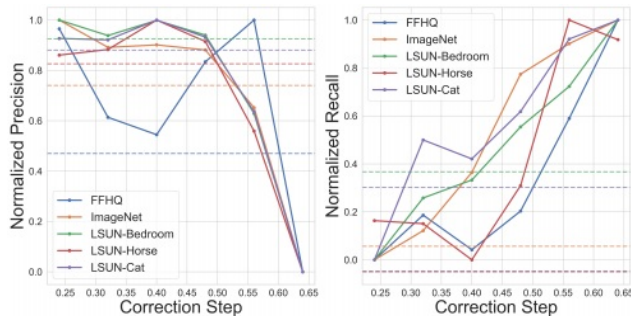 Normalized Precision
1.0
0.8
0.6
0.4
0.2
0.0
FFHQ
ImageNet
LSUN-Bedroom
LSUN-Horse
LSUN-Cat
0.25 0.30 0.35 0.40 0.45 0.50 0.55 0.60 0.65
Correction Step
Normalized Recall
1.0
0.8
0.6
0.4
0.2
0.0
FFHQ
ImageNet
LSUN-Bedroom
LSUN-Horse
LSUN-Cat
0.25 0.30 0.35 0.40 0.45 0.50 0.55 0.60 0.65
Correction Step